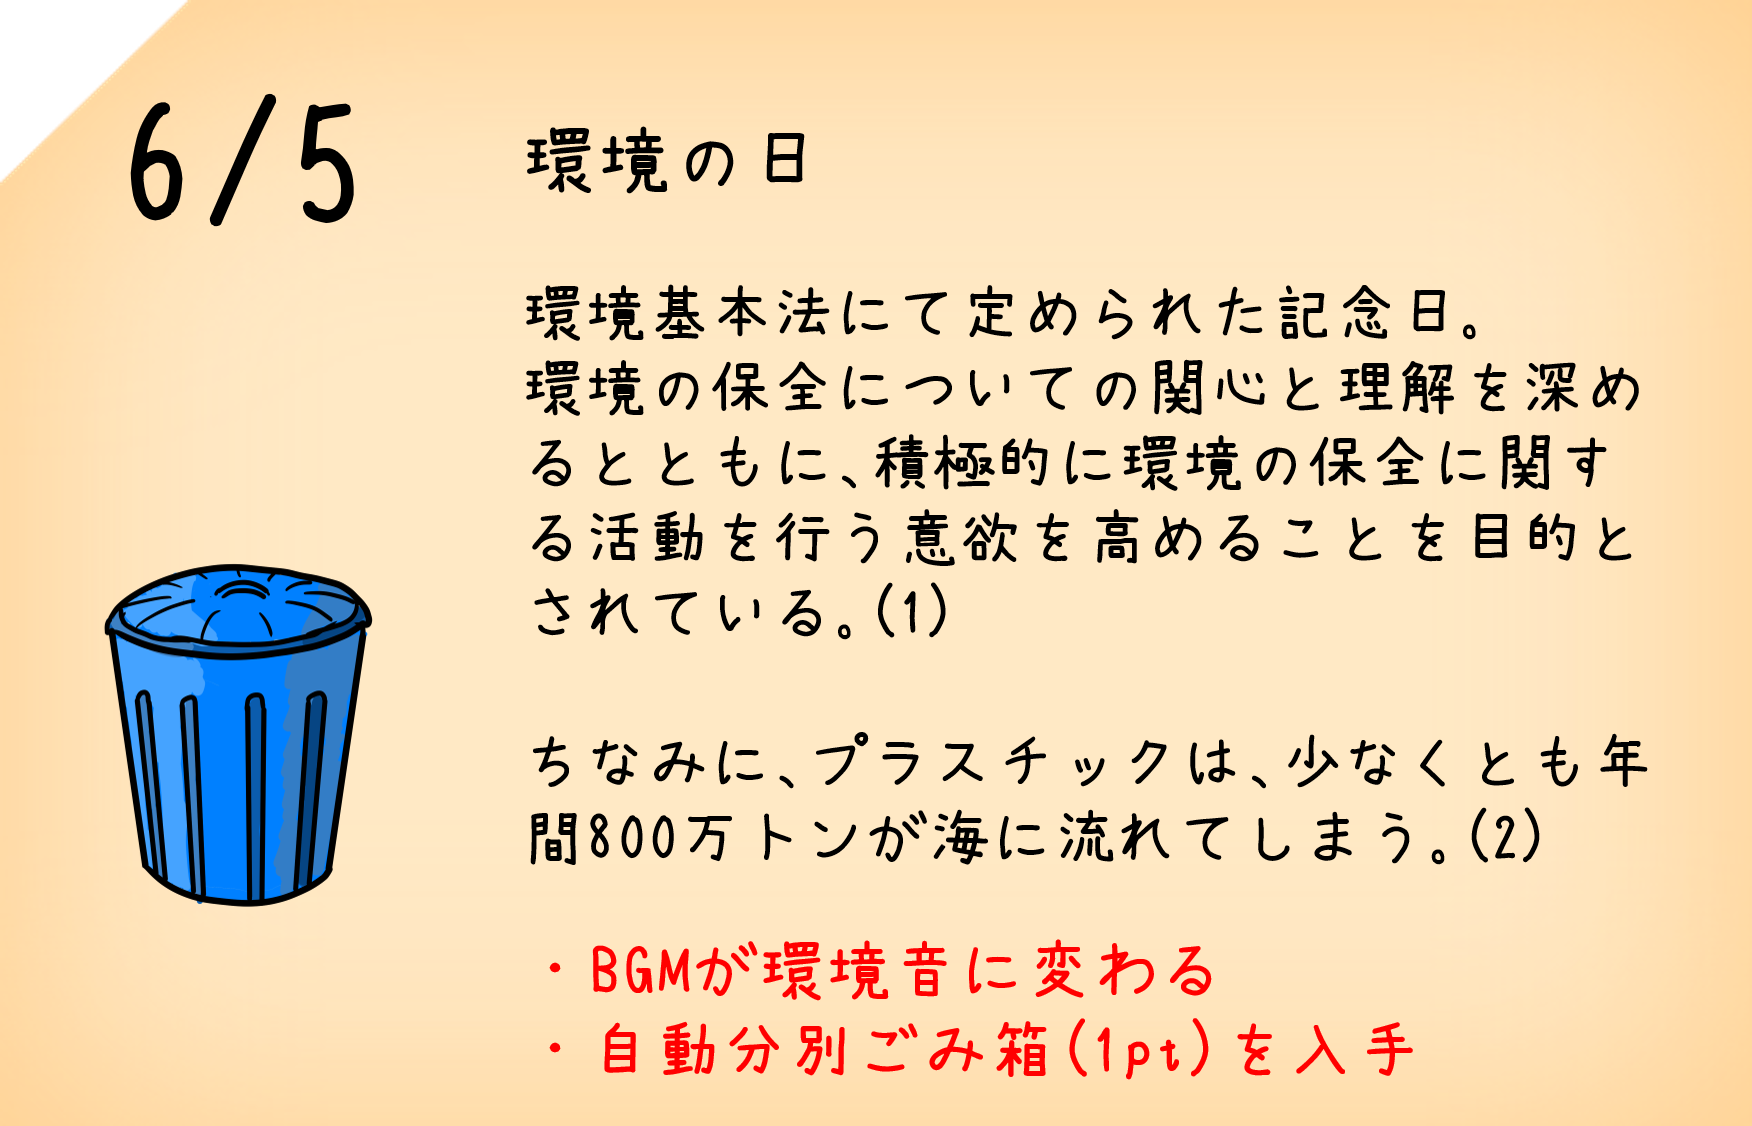 6/5
環境の日
環境基本法にて定められた記念日。
環境の保全についての関心と理解を深め
るとともに、積極的に環境の保全に関す
る活動を行う意欲を高めることを目的と
されている。(1)
ちなみに、プラスチックは、少なくとも年
間800万トンが海に流れてしまう。(2)
・BGMが環境音に変わる
・自動分別ごみ箱(1pt)を入手